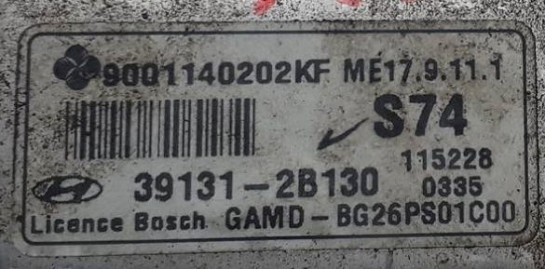 9001140202KF ME17.9.11.1
S74
115228
39131-2B130 0335
Licence Bosch GAMD-BG26PS01C00